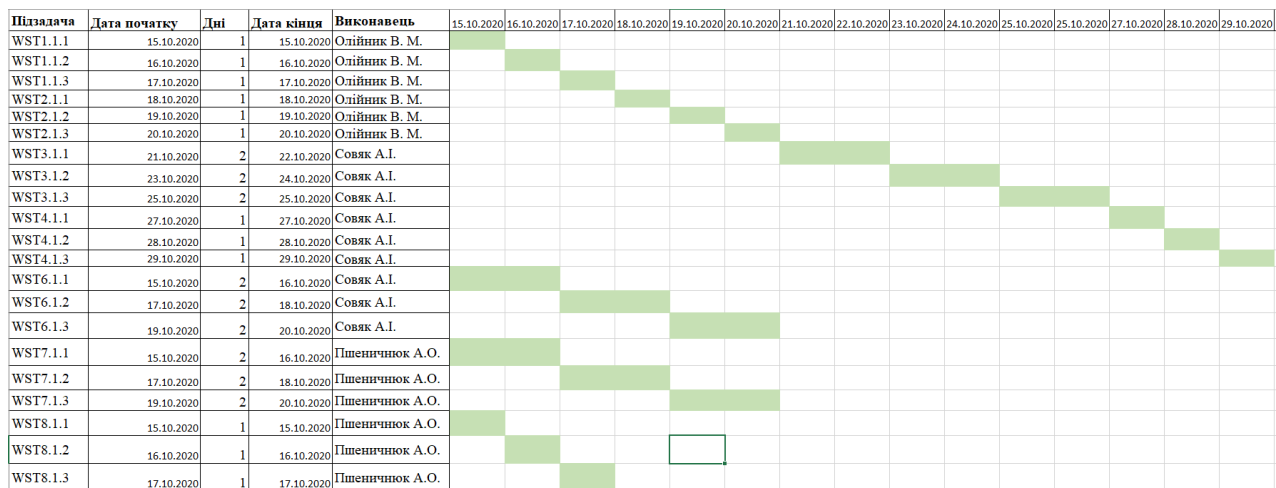 Підзадача Дата початку Дні Дата кінця Виконавець 15.10.2020 16.10.2020 17.10.2020 18.10.2020 19.10.2020 20.10.2020 21.10.2020 22.10.2020 23.10.2020 24.10.2020 25.10.2020 25.10.2020 27.10.2020 28.10.2020 29.10.2020
WST1.1.1 15.10.2020 1 15.10.2020 Олійник В. М.
WST1.1.2 16.10.2020 1 16.10.2020 Олійник В. М.
WST1.1.3 17.10.2020 1 17.10.2020 Олійник В. М.
WST2.1.1 18.10.2020 1 18.10.2020 Олійник В. М.
WST2.1.2 19.10.2020 1 19.10.2020 Олійник В. М.
WST2.1.3 20.10.2020 1 20.10.2020 Олійник В. М.
WST3.1.1 21.10.2020 2 22.10.2020 Совяк А.І.
WST3.1.2 23.10.2020 2 24.10.2020 Совяк А.І.
WST3.1.3 25.10.2020 2 25.10.2020 Совяк А.І.
WST4.1.1 27.10.2020 1 27.10.2020 Совяк А.І.
WST4.1.2 28.10.2020 1 28.10.2020 Совяк А.І.
WST4.1.3 29.10.2020 1 29.10.2020 Совяк А.І.
WST6.1.1 15.10.2020 2 16.10.2020 Совяк А.І.
WST6.1.2 17.10.2020 2 18.10.2020 Совяк А.І.
WST6.1.3 19.10.2020 2 20.10.2020 Совяк А.І.
WST7.1.1 15.10.2020 2 16.10.2020 Пшеничнюк А.О.
WST7.1.2 17.10.2020 2 18.10.2020 Пшеничнюк А.О.
WST7.1.3 19.10.2020 2 20.10.2020 Пшеничнюк А.О.
WST8.1.1 15.10.2020 1 15.10.2020 Пшеничнюк А.О.
WST8.1.2 16.10.2020 1 16.10.2020 Пшеничнюк А.О.
WST8.1.3 17.10.2020 1 17.10.2020 Пшеничнюк А.О.